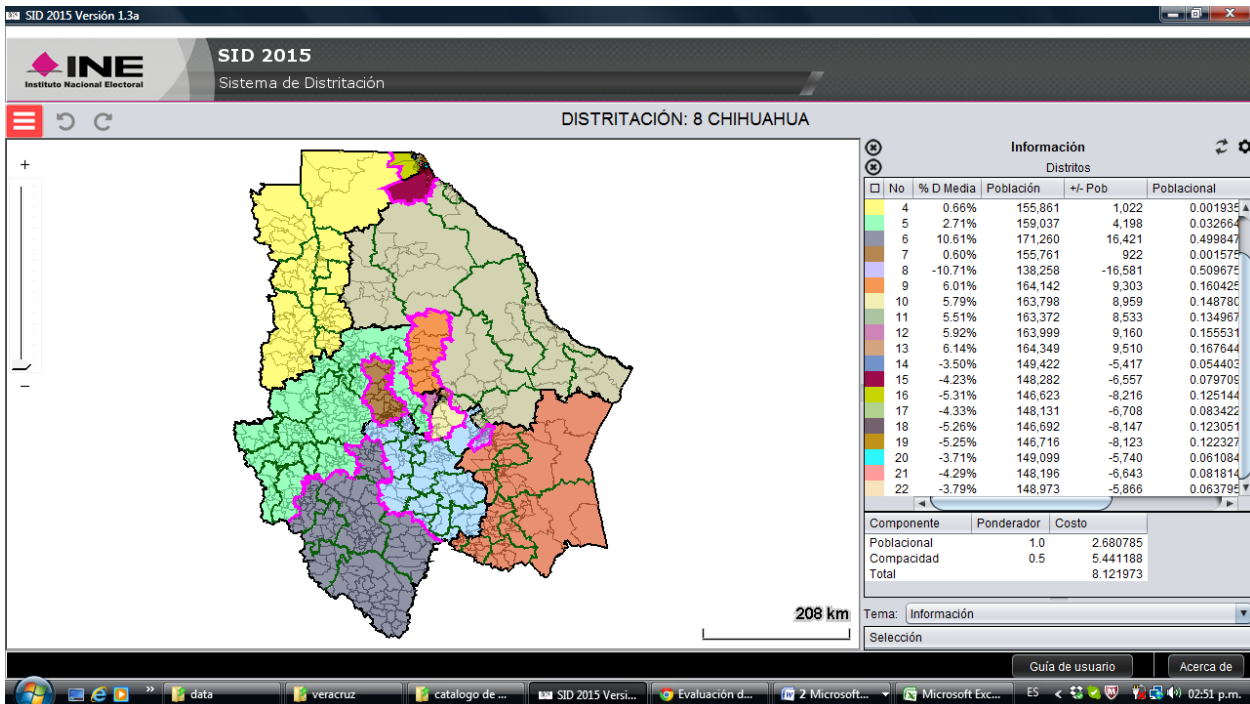 SID 2015 Versión 1.3a
INE
Instituto Nacional Electoral
SID 2015
Sistema de Distritación
DISTRITACIÓN: 8 CHIHUAHUA
+
−
208 km
Información
Distritos
No % D Media Población +/- Pob Poblacional
4 0.66% 155,861 1,022 0.001935
5 2.71% 159,037 4,198 0.032664
6 10.61% 171,260 16,421 0.499847
7 0.60% 155,761 922 0.001575
8 -10.71% 138,258 -16,581 0.509675
9 6.01% 164,142 9,303 0.160425
10 5.79% 163,798 8,959 0.148780
11 5.51% 163,372 8,533 0.134967
12 5.92% 163,999 9,160 0.155531
13 6.14% 164,349 9,510 0.167644
14 -3.50% 149,422 -5,417 0.054403
15 -4.23% 148,282 -6,557 0.079709
16 -5.31% 146,623 -8,216 0.125144
17 -4.33% 148,131 -6,708 0.083422
18 -5.26% 146,692 -8,147 0.123051
19 -5.25% 146,716 -8,123 0.122327
20 -3.71% 149,099 -5,740 0.061084
21 -4.29% 148,196 -6,643 0.081814
22 -3.79% 148,973 -5,866 0.063795
Componente Ponderador Costo
Poblacional 1.0 2.680785
Compacidad 0.5 5.441188
Total 8.121973
Tema: Información
Selección
Guía de usuario Acerca de
» data veracruz catalogo de ... SID 2015 Versi... Evaluación d... 2 Microsoft... Microsoft Exc... ES < 02:51 p.m.